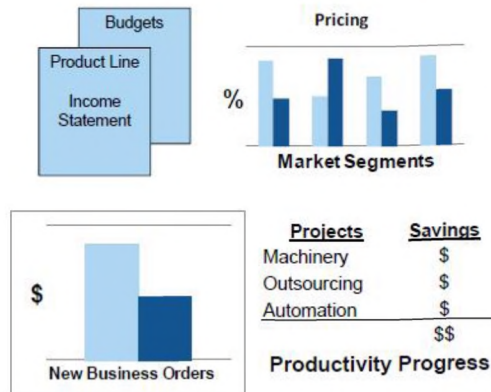 Budgets
Product Line
Income
Statement
Pricing
%
Market Segments
$
New Business Orders
Projects Savings
Machinery $
Outsourcing $
Automation $
$$
Productivity Progress